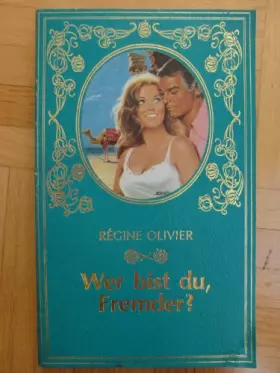 RÉGINE OLIVIER
Wer bist du,
Fremder?